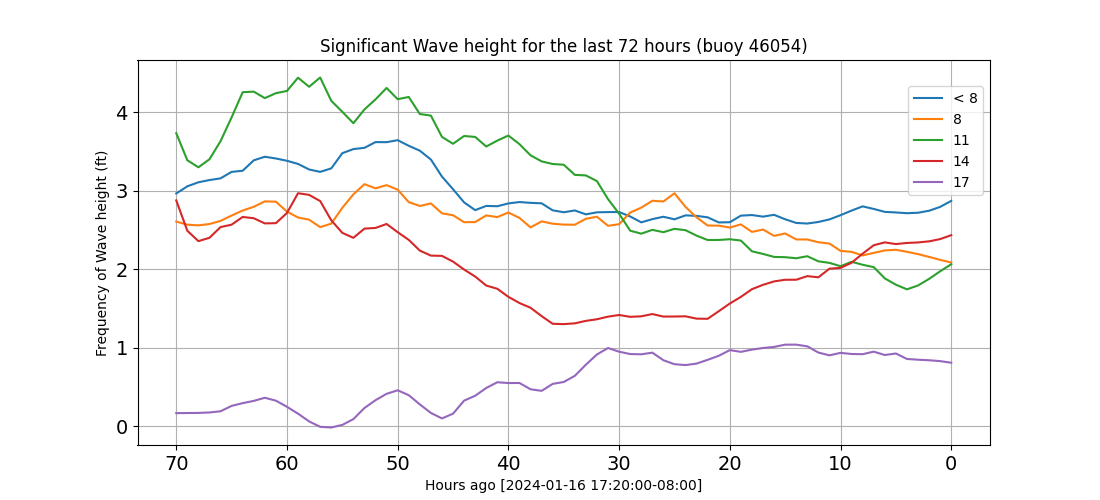 Significant Wave height for the last 72 hours (buoy 46054)
Frequency of Wave height (ft)
4
3
2
1
0
< 8
8
11
14
17
70 60 50 40 30 20 10 0
Hours ago [2024-01-16 17:20:00-08:00]